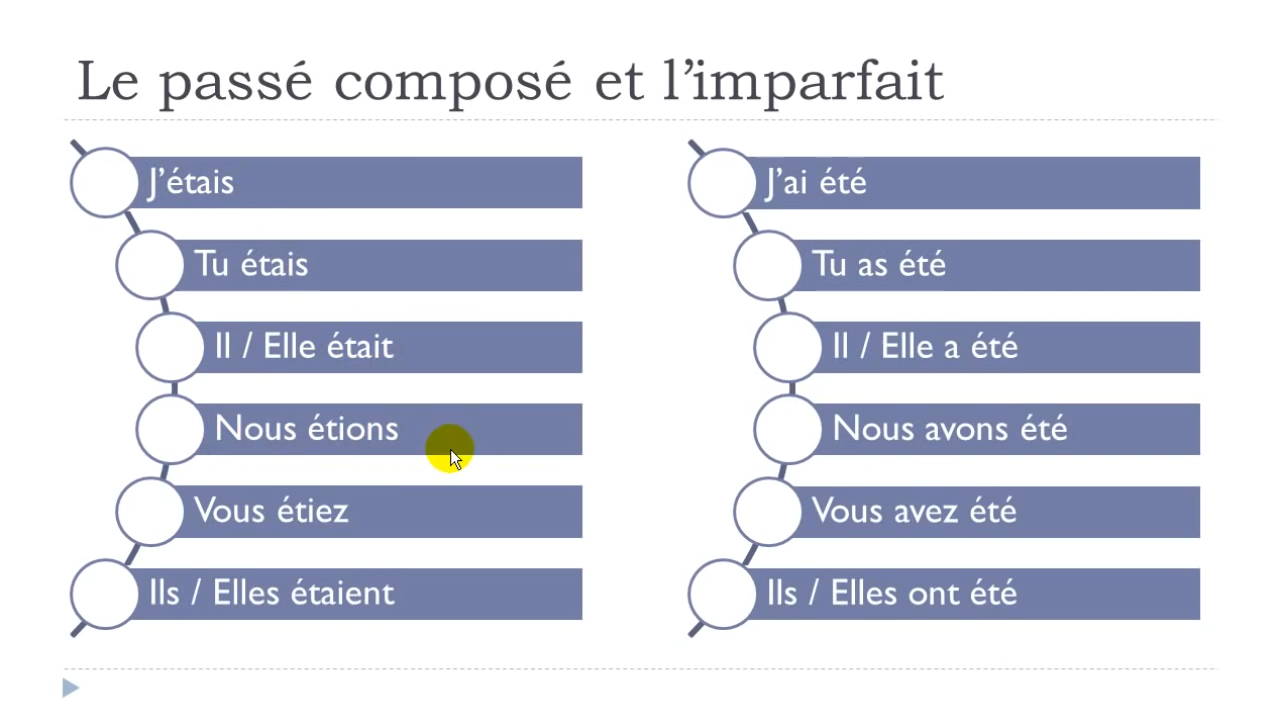 Le passé composé et l’imparfait
J’étais
Tu étais
Il / Elle était
Nous étions
Vous étiez
Ils / Elles étaient
J’ai été
Tu as été
Il / Elle a été
Nous avons été
Vous avez été
Ils / Elles ont été